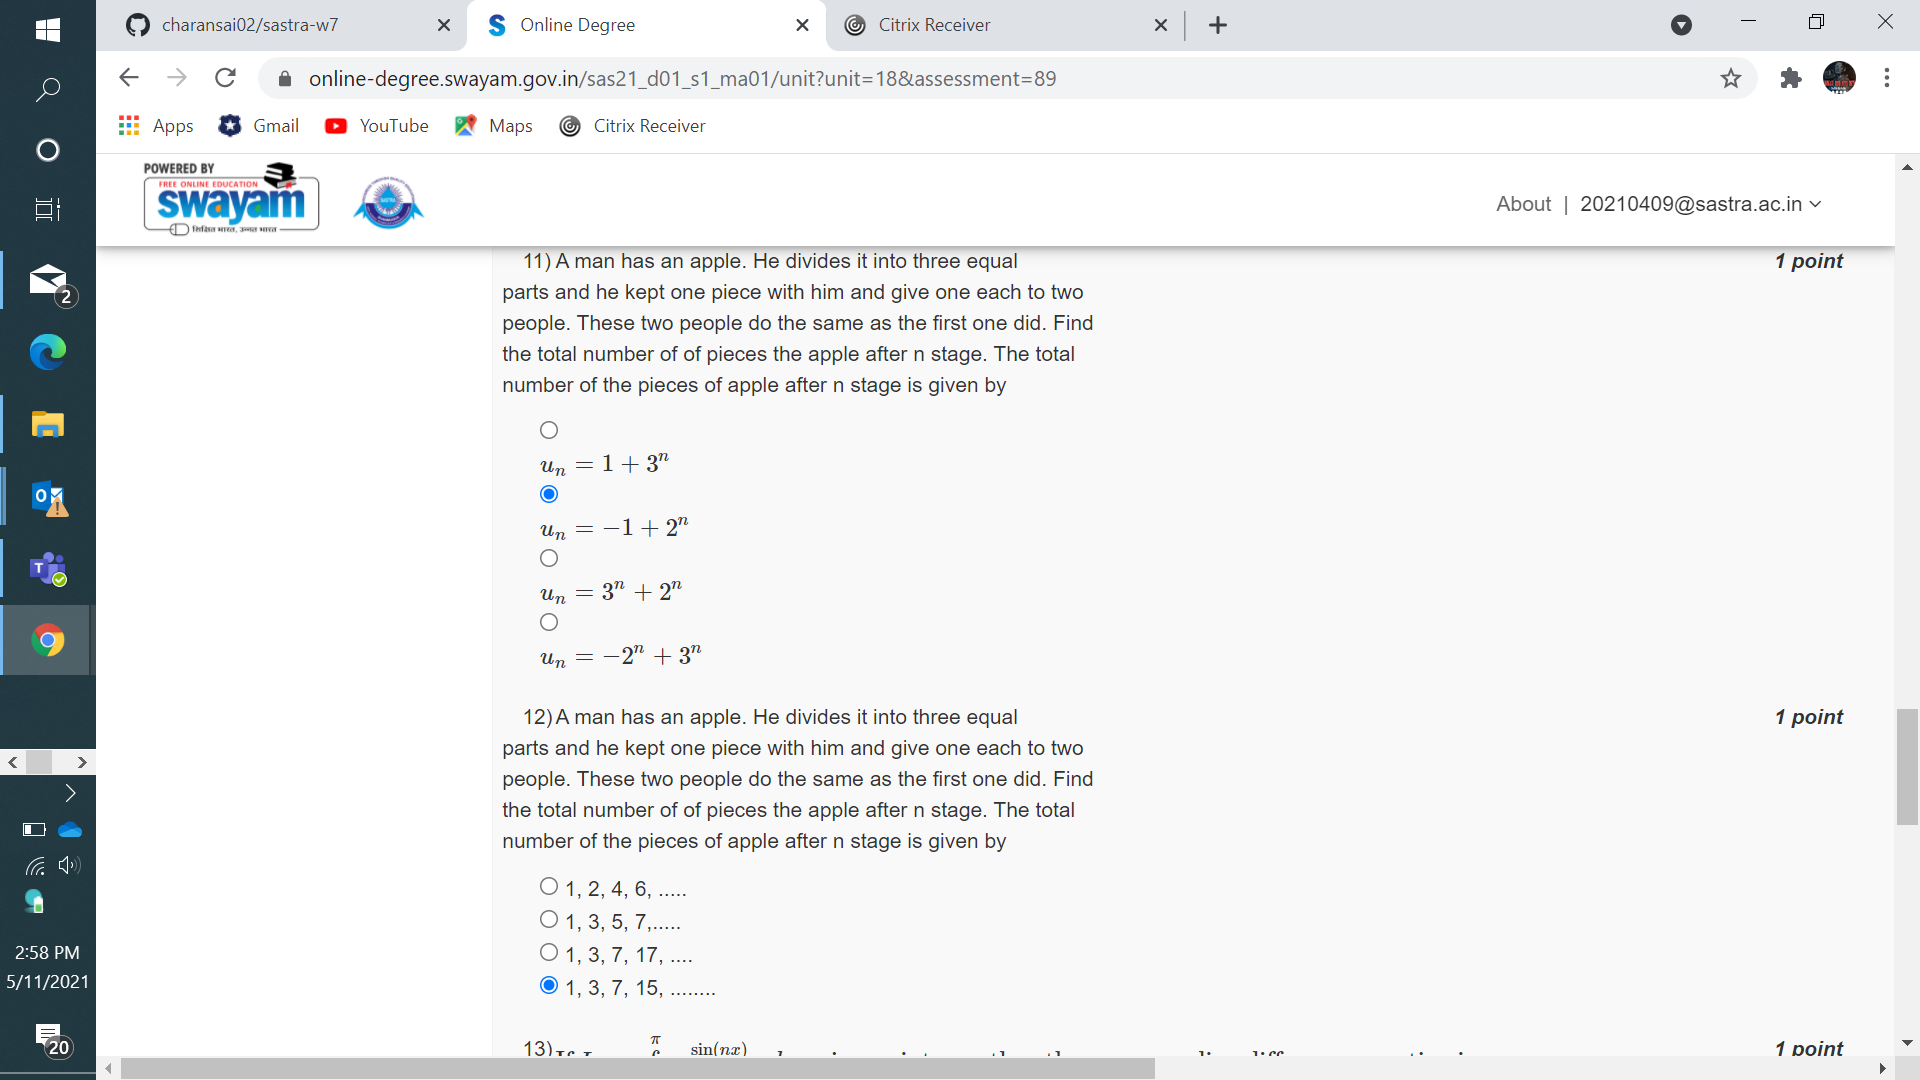 charansai02/sastra-w7
Online Degree
Citrix Receiver
online-degree.swayam.gov.in/sas21_d01_s1_ma01/unit?unit=18&assessment=89
Apps
Gmail
YouTube
Maps
Citrix Receiver
POWERED BY
FREE ONLINE EDUCATION
swayam
शिक्षित भारत, उन्नत भारत
About | 20210409@sastra.ac.in
11) A man has an apple. He divides it into three equal
1 point
parts and he kept one piece with him and give one each to two
people. These two people do the same as the first one did. Find
the total number of of pieces the apple after n stage. The total
number of the pieces of apple after n stage is given by
uₙ = 1 + 3ⁿ
uₙ = −1 + 2ⁿ
uₙ = 3ⁿ + 2ⁿ
uₙ = −2ⁿ + 3ⁿ
12) A man has an apple. He divides it into three equal
1 point
parts and he kept one piece with him and give one each to two
people. These two people do the same as the first one did. Find
the total number of of pieces the apple after n stage. The total
number of the pieces of apple after n stage is given by
1, 2, 4, 6, .....
1, 3, 5, 7,.....
1, 3, 7, 17, ....
1, 3, 7, 15, ........
13)
π
sin(nx)
1 point
2
2:58 PM
5/11/2021
20